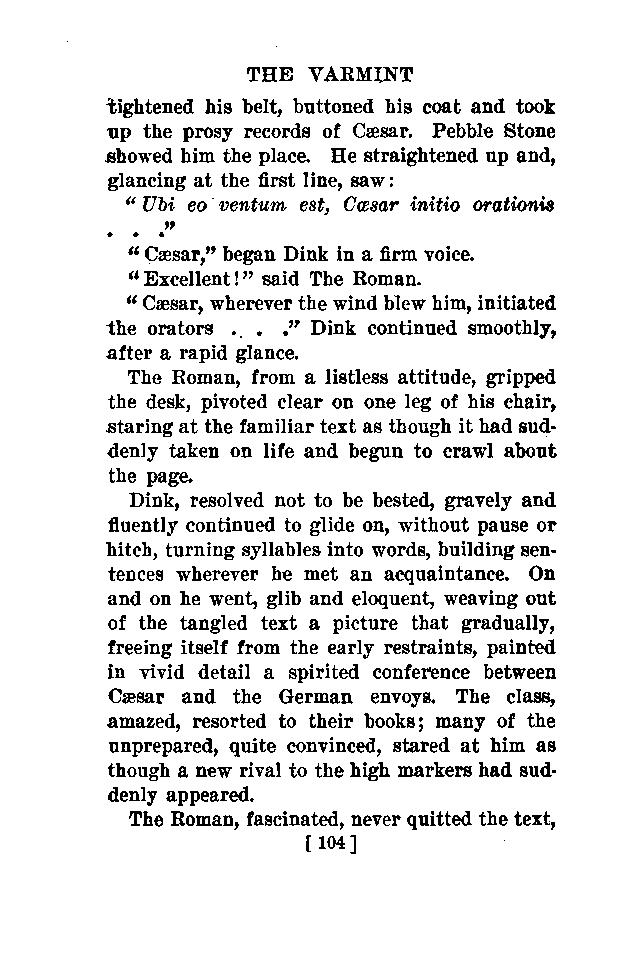 THE VARMINT
tightened his belt, buttoned his coat and took
up the prosy records of Cæsar. Pebble Stone
showed him the place. He straightened up and,
glancing at the first line, saw:
“Ubi eo ventum est, Cæsar initio orationis
. . .”
“Cæsar,” began Dink in a firm voice.
“Excellent!” said The Roman.
“Cæsar, wherever the wind blew him, initiated
the orators . . .” Dink continued smoothly,
after a rapid glance.
The Roman, from a listless attitude, gripped
the desk, pivoted clear on one leg of his chair,
staring at the familiar text as though it had sud-
denly taken on life and begun to crawl about
the page.
Dink, resolved not to be bested, gravely and
fluently continued to glide on, without pause or
hitch, turning syllables into words, building sen-
tences wherever he met an acquaintance. On
and on he went, glib and eloquent, weaving out
of the tangled text a picture that gradually,
freeing itself from the early restraints, painted
in vivid detail a spirited conference between
Cæsar and the German envoys. The class,
amazed, resorted to their books; many of the
unprepared, quite convinced, stared at him as
though a new rival to the high markers had sud-
denly appeared.
The Roman, fascinated, never quitted the text,
[ 104 ]